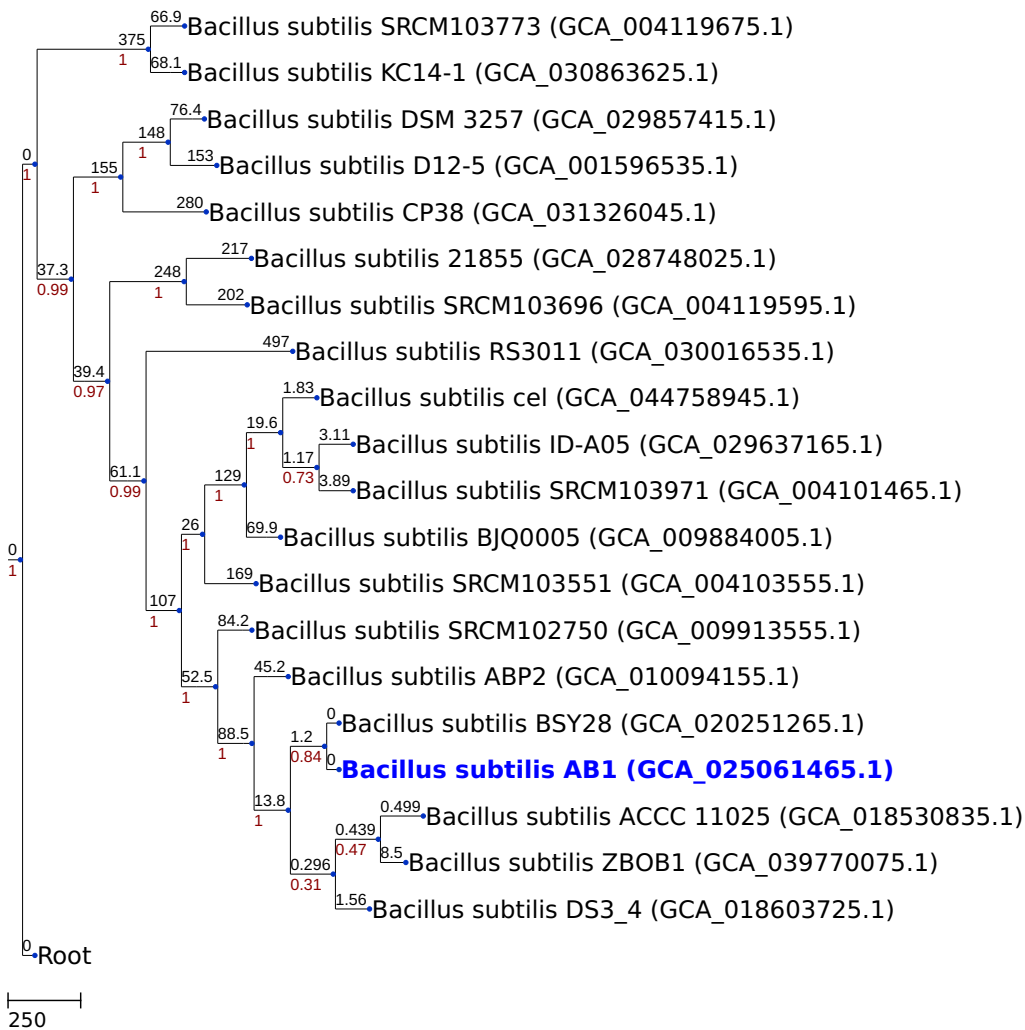 66.9
Bacillus subtilis SRCM103773 (GCA_004119675.1)
375
1
68.1
Bacillus subtilis KC14-1 (GCA_030863625.1)
76.4
Bacillus subtilis DSM 3257 (GCA_029857415.1)
148
1
0
1
155
1
153
Bacillus subtilis D12-5 (GCA_001596535.1)
280
Bacillus subtilis CP38 (GCA_031326045.1)
217
Bacillus subtilis 21855 (GCA_028748025.1)
37.3
0.99
248
1
202
Bacillus subtilis SRCM103696 (GCA_004119595.1)
497
Bacillus subtilis RS3011 (GCA_030016535.1)
39.4
0.97
1.83
Bacillus subtilis cel (GCA_044758945.1)
19.6
1
3.11
Bacillus subtilis ID-A05 (GCA_029637165.1)
1.17
0.73
61.1
0.99
129
1
3.89
Bacillus subtilis SRCM103971 (GCA_004101465.1)
26
1
69.9
Bacillus subtilis BJQ0005 (GCA_009884005.1)
0
1
169
Bacillus subtilis SRCM103551 (GCA_004103555.1)
107
1
84.2
Bacillus subtilis SRCM102750 (GCA_009913555.1)
52.5
1
45.2
Bacillus subtilis ABP2 (GCA_010094155.1)
0
Bacillus subtilis BSY28 (GCA_020251265.1)
88.5
1
1.2
0.84
0
Bacillus subtilis AB1 (GCA_025061465.1)
13.8
1
0.499
Bacillus subtilis ACCC 11025 (GCA_018530835.1)
0.439
0.47
8.5
Bacillus subtilis ZBOB1 (GCA_039770075.1)
0.296
0.31
1.56
Bacillus subtilis DS3_4 (GCA_018603725.1)
0
Root
250